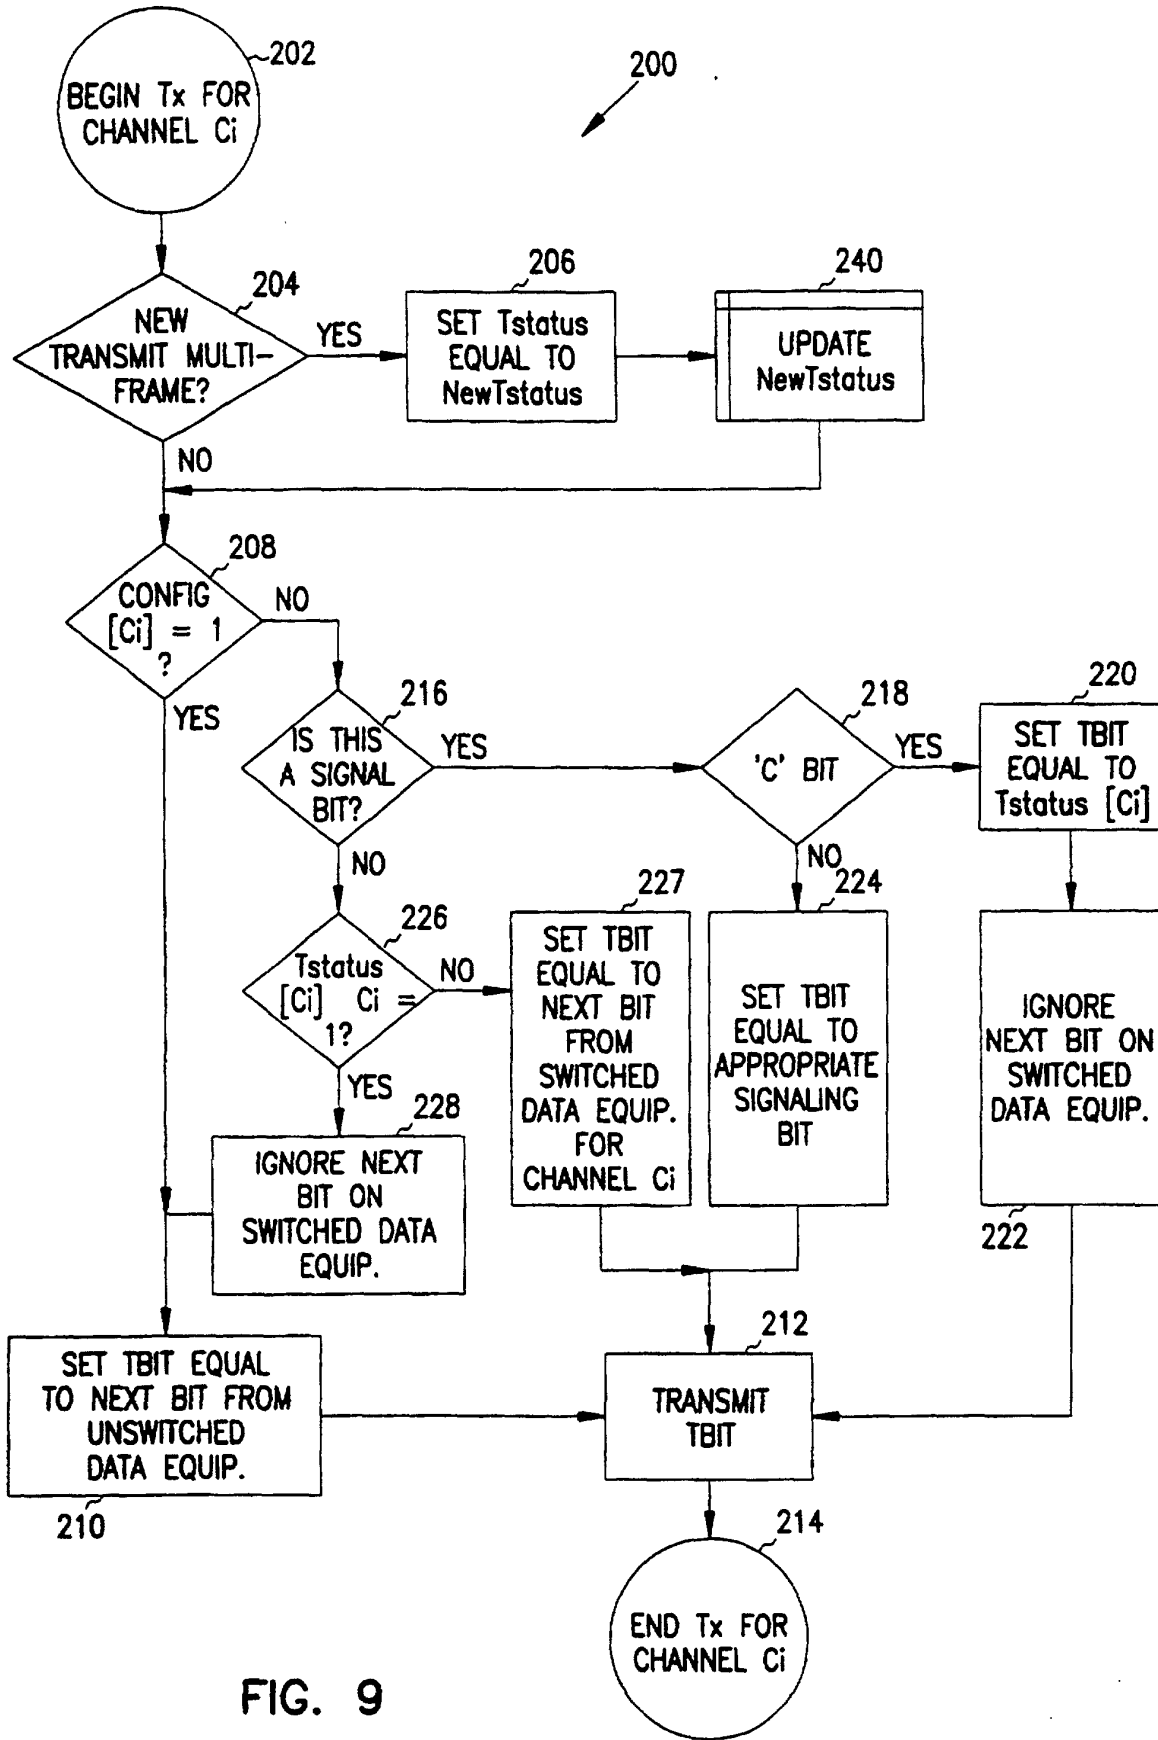 202
BEGIN Tx FOR
CHANNEL Ci
200
204
NEW
TRANSMIT MULTI-
FRAME?
YES
NO
206
SET Tstatus
EQUAL TO
NewTstatus
240
UPDATE
NewTstatus
208
CONFIG
[Ci] = 1
?
NO
YES
216
IS THIS
A SIGNAL
BIT?
YES
NO
218
'C' BIT
YES
NO
220
SET TBIT
EQUAL TO
Tstatus [Ci]
226
Tstatus
[Ci] Ci =
1?
NO
YES
227
SET TBIT
EQUAL TO
NEXT BIT
FROM
SWITCHED
DATA EQUIP.
FOR
CHANNEL Ci
224
SET TBIT
EQUAL TO
APPROPRIATE
SIGNALING
BIT
IGNORE
NEXT BIT ON
SWITCHED
DATA EQUIP.
222
228
IGNORE NEXT
BIT ON
SWITCHED DATA
EQUIP.
SET TBIT EQUAL
TO NEXT BIT FROM
UNSWITCHED
DATA EQUIP.
210
212
TRANSMIT
TBIT
214
END Tx FOR
CHANNEL Ci
FIG. 9